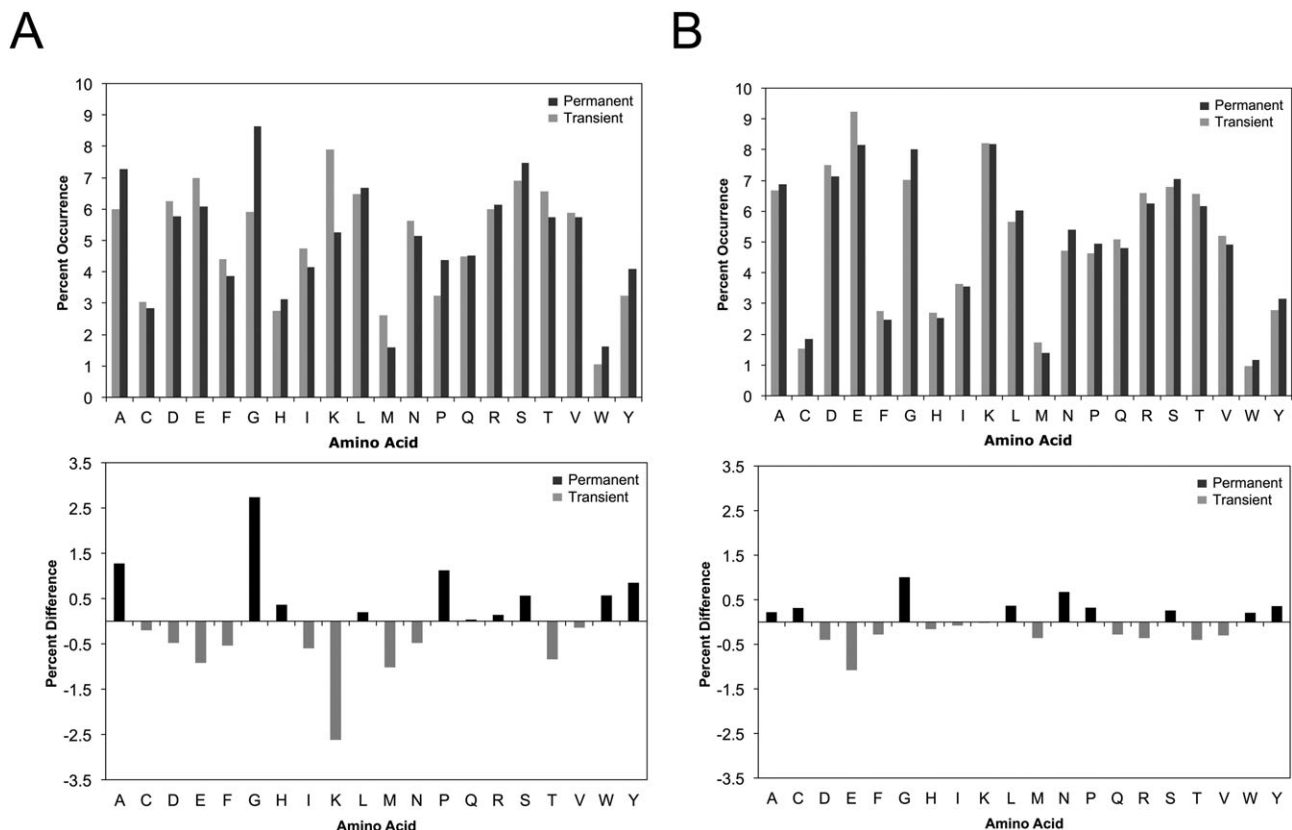 A
10
9
8
7
6
5
4
3
2
1
0
Percent Occurrence
Permanent
Transient
A C D E F G H I K L M N P Q R S T V W Y
Amino Acid
3.5
2.5
1.5
0.5
-0.5
-1.5
-2.5
-3.5
Percent Difference
Permanent
Transient
A C D E F G H I K L M N P Q R S T V W Y
Amino Acid
B
10
9
8
7
6
5
4
3
2
1
0
Percent Occurrence
Permanent
Transient
A C D E F G H I K L M N P Q R S T V W Y
Amino Acid
3.5
2.5
1.5
0.5
-0.5
-1.5
-2.5
-3.5
Percent Difference
Permanent
Transient
A C D E F G H I K L M N P Q R S T V W Y
Amino Acid